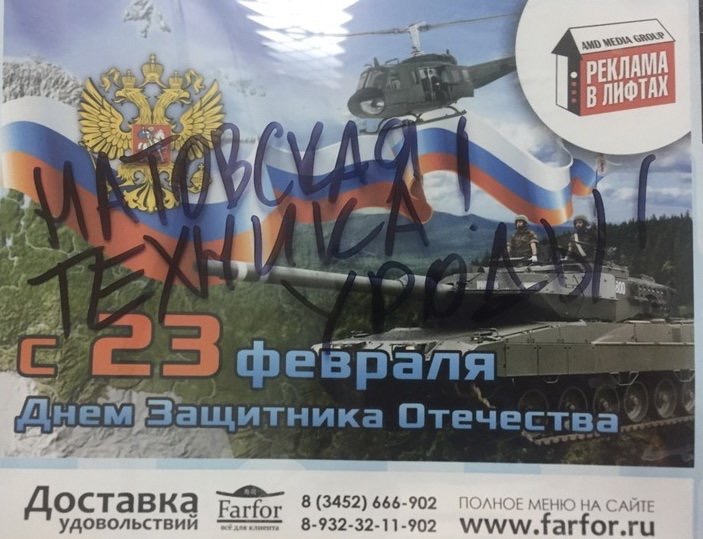 AMD MEDIA GROUP
РЕКЛАМА
В ЛИФТАХ
НАТОВСКАЯ!
ТЕХНИКА!
УРОДЫ!
с 23 февраля
Днем Защитника Отечества
Доставка
удовольствий
Farfor
всё для клиента
8 (3452) 666-902
8-932-32-11-902
ПОЛНОЕ МЕНЮ НА САЙТЕ
www.farfor.ru